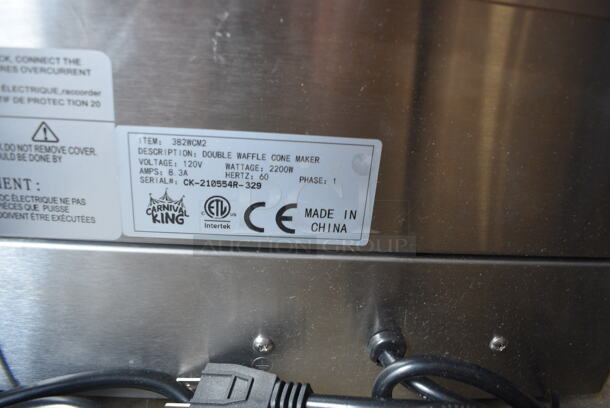 CK, CONNECT THE
RES OVERCURRENT
ÉLECTRIQUE, raccorder
TIF DE PROTECTION 20
DO NOT REMOVE COVER.
OULD BE DONE BY
MENT:
OC ÉLECTRIQUE NE PAS
PIÈCES QUE PUISSE
DOIVENT ÊTRE EXÉCUTÉES
ITEM: 382WCM2
DESCRIPTION: DOUBLE WAFFLE CONE MAKER
VOLTAGE: 120V WATTAGE: 2200W
AMPS: 8.3A HERTZ: 60 PHASE: 1
SERIAL#: CK-210554R-329
CARNIVAL
KING
ETL
Intertek
CE
MADE IN
CHINA
AUCTION GROUP